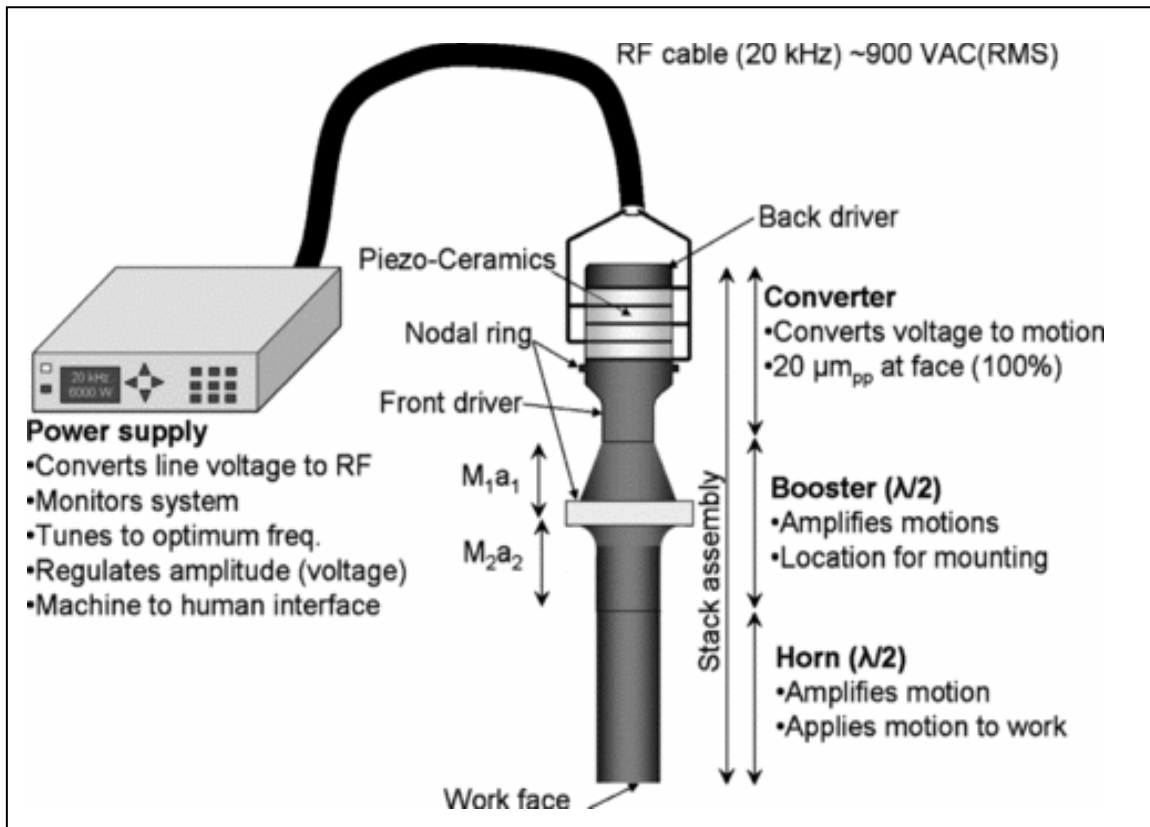 RF cable (20 kHz) ~900 VAC(RMS)
Back driver
Piezo-Ceramics
Converter
•Converts voltage to motion
•20 µmpp at face (100%)
Nodal ring
20 kHz
6000 W
Front driver
Power supply
•Converts line voltage to RF
•Monitors system
•Tunes to optimum freq.
•Regulates amplitude (voltage)
•Machine to human interface
M1a1
M2a2
Stack assembly
Booster (λ/2)
•Amplifies motions
•Location for mounting
Horn (λ/2)
•Amplifies motion
•Applies motion to work
Work face